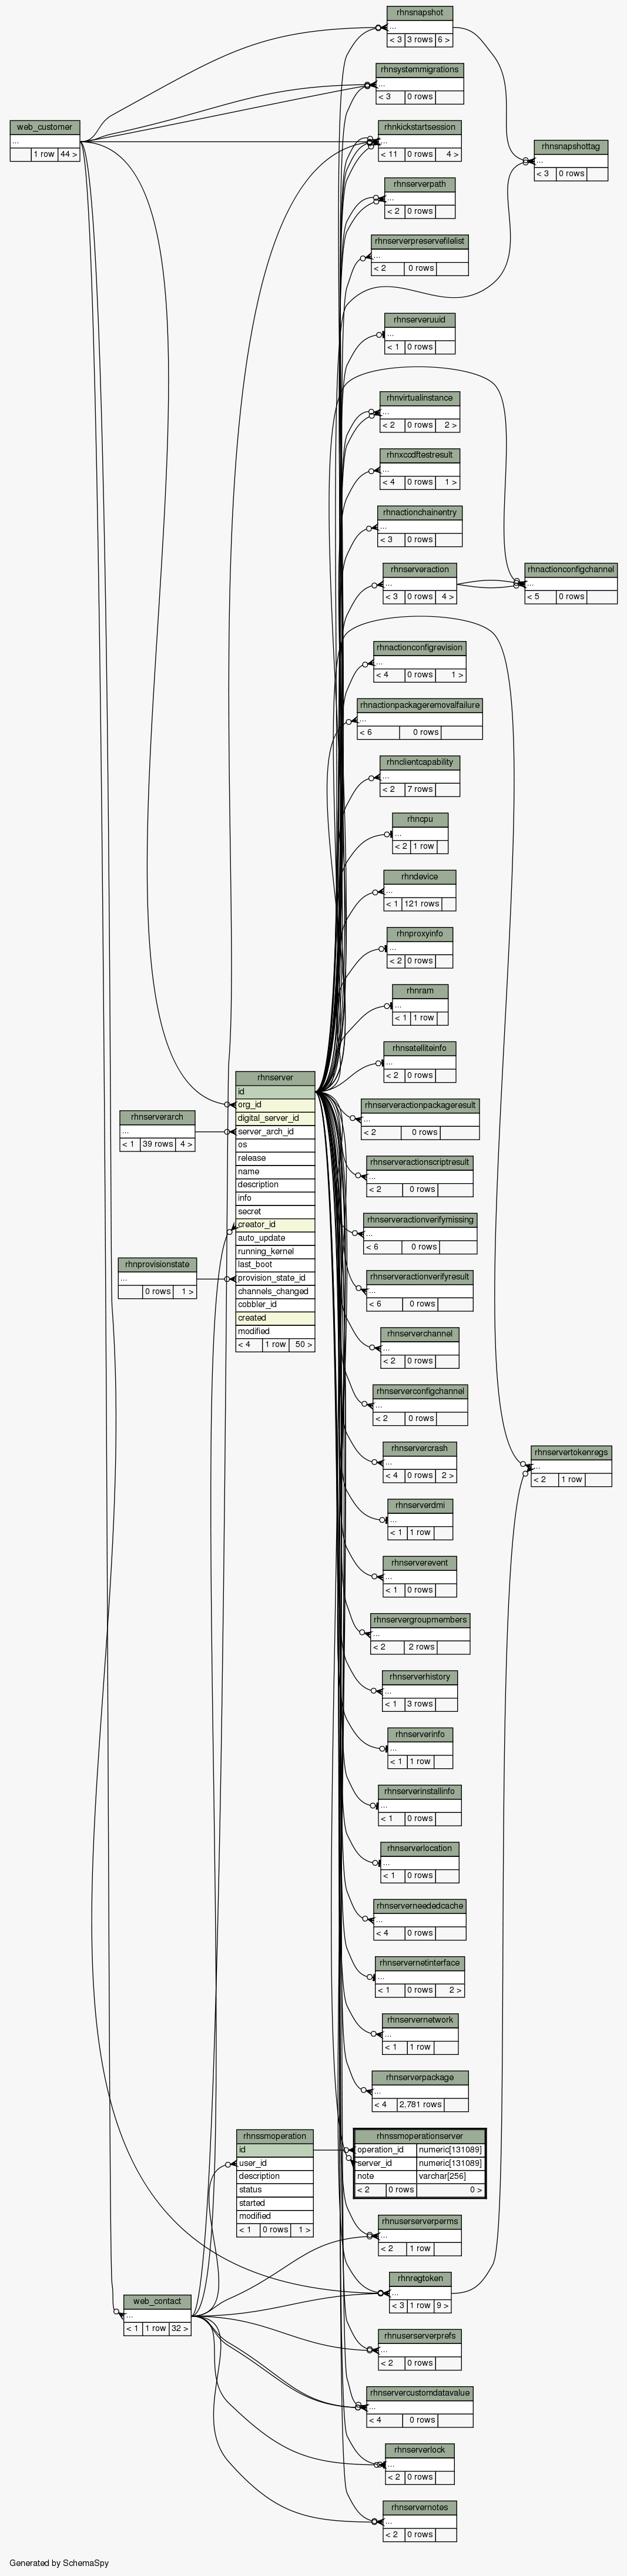 rhnsnapshot
...
< 3 3 rows 6 >
rhnsystemmigrations
...
< 3 0 rows
web_customer
...
1 row 44 >
rhnkickstartsession
...
< 11 0 rows 4 >
rhnsnapshottag
...
< 3 0 rows
rhnserverpath
...
< 2 0 rows
rhnserverpreservefilelist
...
< 2 0 rows
rhnserveruuid
...
< 1 0 rows
rhnvirtualinstance
...
< 2 0 rows 2 >
rhnxccdftestresult
...
< 4 0 rows 1 >
rhnactionchainentry
...
< 3 0 rows
rhnserveraction
...
< 3 0 rows 4 >
rhnactionconfigchannel
...
< 5 0 rows
rhnactionconfigrevision
...
< 4 0 rows 1 >
rhnactionpackageremovalfailure
...
< 6 0 rows
rhnclientcapability
...
< 2 7 rows
rhncpu
...
< 2 1 row
rhndevice
...
< 1 121 rows
rhnproxyinfo
...
< 2 0 rows
rhnram
...
< 1 1 row
rhnsatelliteinfo
...
< 2 0 rows
rhnserver
id
org_id
digital_server_id
server_arch_id
os
release
name
description
info
secret
creator_id
auto_update
running_kernel
last_boot
provision_state_id
channels_changed
cobbler_id
created
modified
< 4 1 row 50 >
rhnserverarch
...
< 1 39 rows 4 >
rhnprovisionstate
...
0 rows 1 >
rhnserveractionpackageresult
...
< 2 0 rows
rhnserveractionscriptresult
...
< 2 0 rows
rhnserveractionverifymissing
...
< 6 0 rows
rhnserveractionverifyresult
...
< 6 0 rows
rhnserverchannel
...
< 2 0 rows
rhnserverconfigchannel
...
< 2 0 rows
rhnservercrash
...
< 4 0 rows 2 >
rhnservertokenregs
...
< 2 1 row
rhnserverdmi
...
< 1 1 row
rhnserverevent
...
< 1 0 rows
rhnservergroupmembers
...
< 2 2 rows
rhnserverhistory
...
< 1 3 rows
rhnserverinfo
...
< 1 1 row
rhnserverinstallinfo
...
< 1 0 rows
rhnserverlocation
...
< 1 0 rows
rhnserverneededcache
...
< 4 0 rows
rhnservernetinterface
...
< 1 0 rows 2 >
rhnservernetwork
...
< 1 1 row
rhnserverpackage
...
< 4 2,781 rows
rhnssmoperation
id
user_id
description
status
started
modified
< 1 0 rows 1 >
rhnssmoperationserver
operation_id numeric[131089]
server_id numeric[131089]
note varchar[256]
< 2 0 rows 0 >
rhnuserserverperms
...
< 2 1 row
rhnregtoken
...
< 3 1 row 9 >
web_contact
...
< 1 1 row 32 >
rhnuserserverprefs
...
< 2 0 rows
rhnservercustomdatavalue
...
< 4 0 rows
rhnserverlock
...
< 2 0 rows
rhnservernotes
...
< 2 0 rows
Generated by SchemaSpy